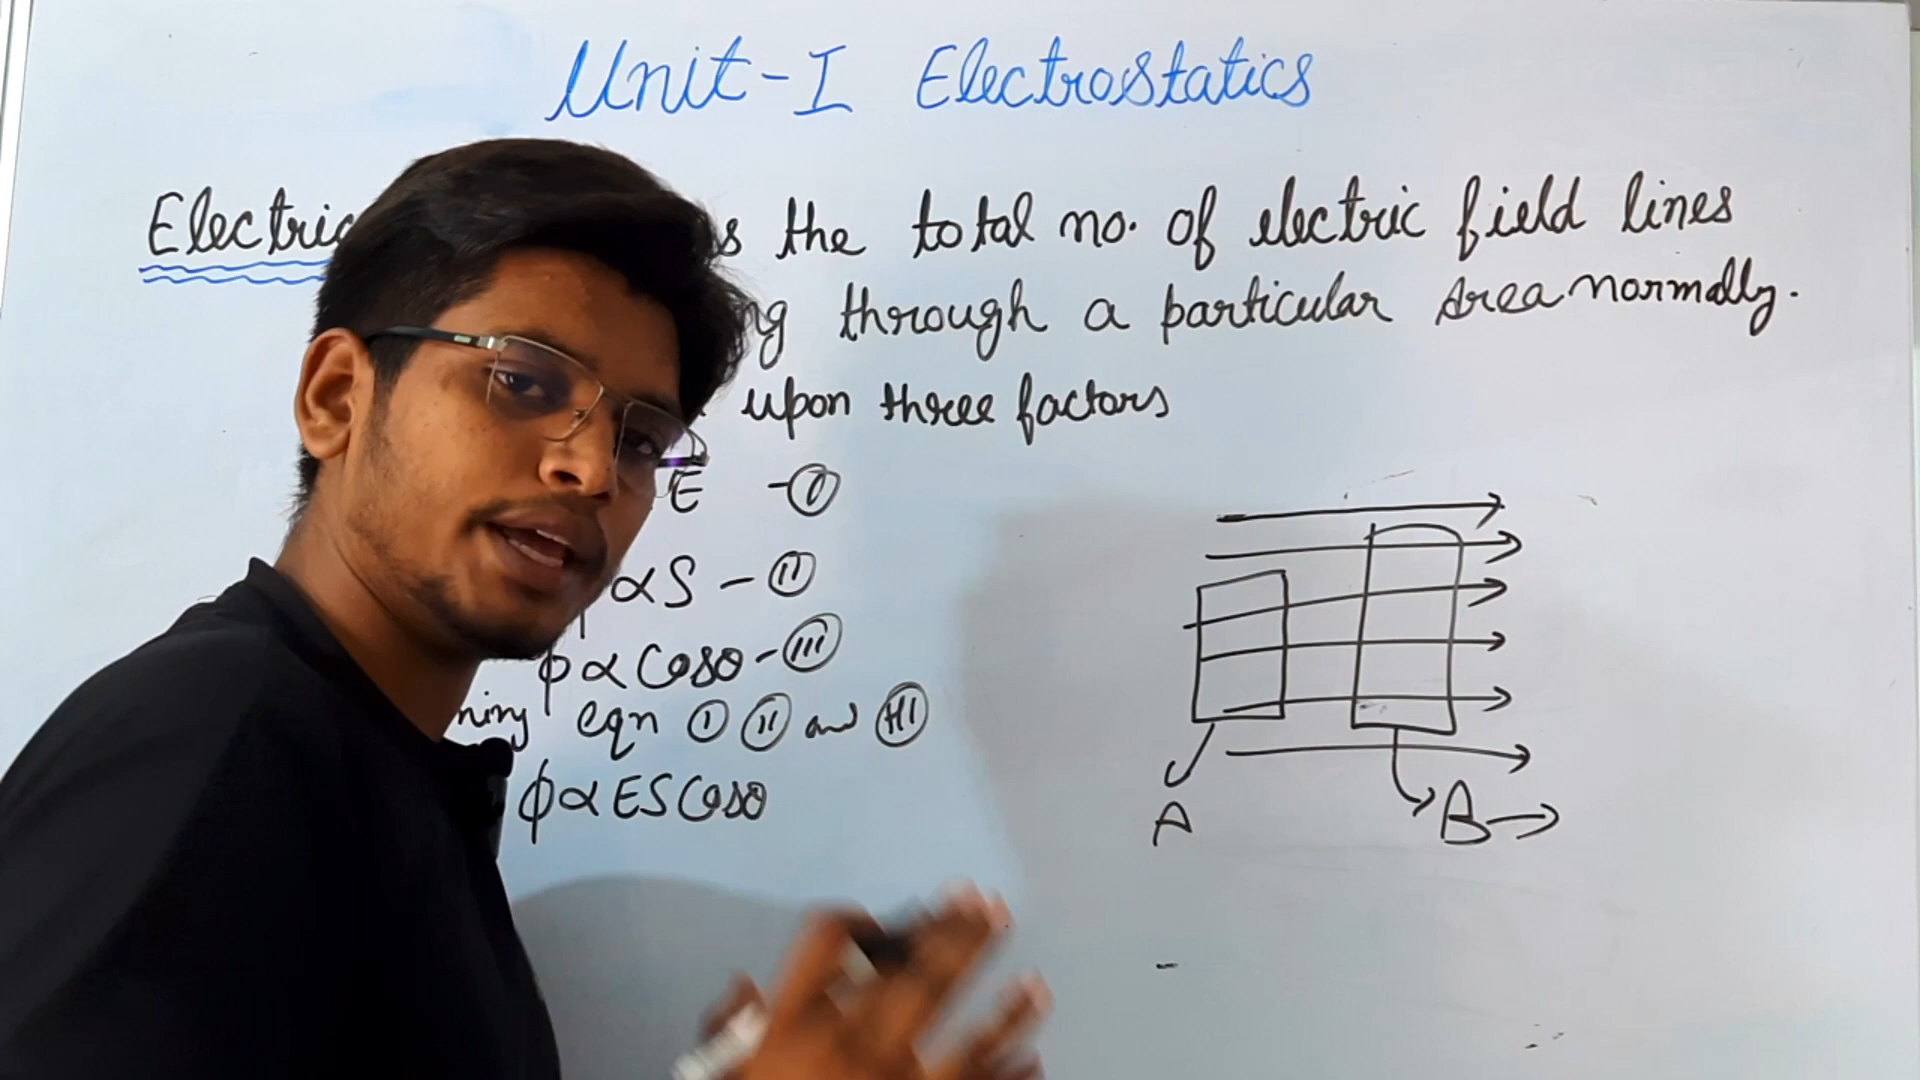 Unit-I Electrostatics
Electric the total no. of electric field lines
through a particular area normally.
upon three factors
E - (I)
αS - (II)
ϕ α Cosθ - (III)
eqn (I) (II) and (III)
ϕ α ES Cosθ
A
B